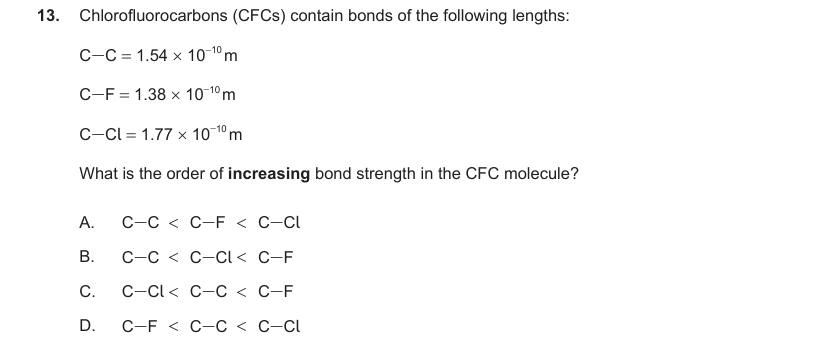 13. Chlorofluorocarbons (CFCs) contain bonds of the following lengths:
C–C = 1.54 × 10⁻¹⁰ m
C–F = 1.38 × 10⁻¹⁰ m
C–Cl = 1.77 × 10⁻¹⁰ m
What is the order of increasing bond strength in the CFC molecule?
A. C–C < C–F < C–Cl
B. C–C < C–Cl < C–F
C. C–Cl < C–C < C–F
D. C–F < C–C < C–Cl